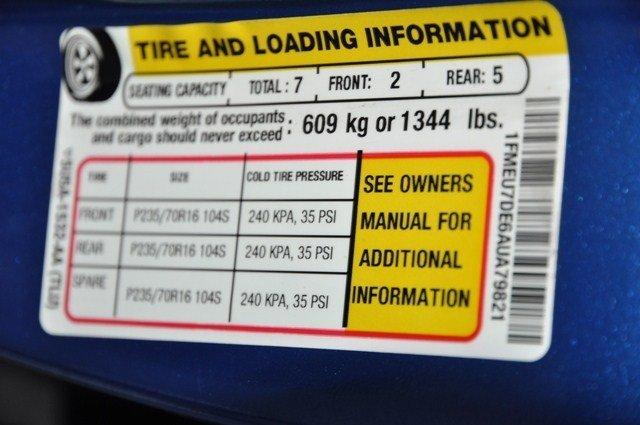 TIRE AND LOADING INFORMATION
SEATING CAPACITY TOTAL : 7 FRONT: 2 REAR: 5
The combined weight of occupants and cargo should never exceed : 609 kg or 1344 lbs.
TIRE SIZE COLD TIRE PRESSURE
FRONT P235/70R16 104S 240 KPA, 35 PSI
REAR P235/70R16 104S 240 KPA, 35 PSI
SPARE P235/70R16 104S 240 KPA, 35 PSI
SEE OWNERS
MANUAL FOR
ADDITIONAL
INFORMATION
1FMEU7DE6AUA79821